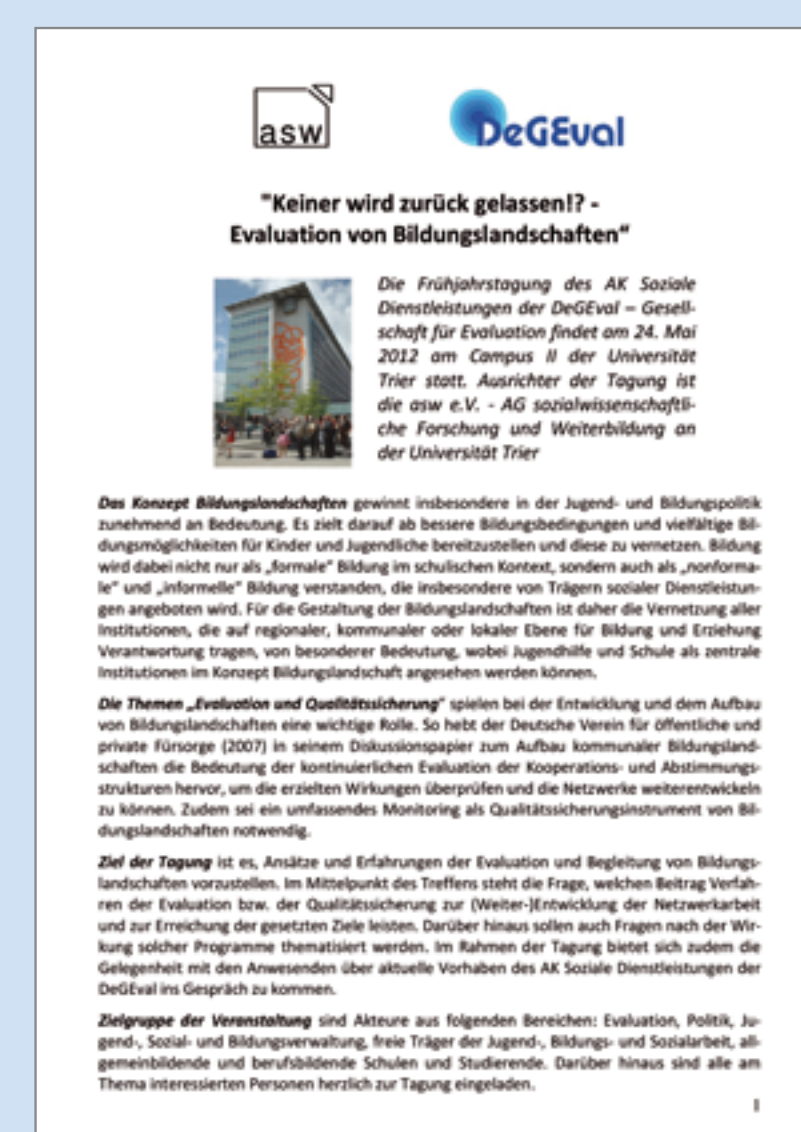 asw
DeGEval
"Keiner wird zurück gelassen!? -
Evaluation von Bildungslandschaften“
Die Frühjahrstagung des AK Soziale
Dienstleistungen der DeGEval – Gesell-
schaft für Evaluation findet am 24. Mai
2012 am Campus II der Universität
Trier statt. Ausrichter der Tagung ist
die asw e.V. - AG sozialwissenschaftli-
che Forschung und Weiterbildung an
der Universität Trier
Das Konzept Bildungslandschaften gewinnt insbesondere in der Jugend- und Bildungspolitik
zunehmend an Bedeutung. Es zielt darauf ab bessere Bildungsbedingungen und vielfältige Bil-
dungsmöglichkeiten für Kinder und Jugendliche bereitzustellen und diese zu vernetzen. Bildung
wird dabei nicht nur als „formale" Bildung im schulischen Kontext, sondern auch als „nonforma-
le" und „informelle" Bildung verstanden, die insbesondere von Trägern sozialer Dienstleistun-
gen angeboten wird. Für die Gestaltung der Bildungslandschaften ist daher die Vernetzung aller
Institutionen, die auf regionaler, kommunaler oder lokaler Ebene für Bildung und Erziehung
Verantwortung tragen, von besonderer Bedeutung, wobei Jugendhilfe und Schule als zentrale
Institutionen im Konzept Bildungslandschaft angesehen werden können.
Die Themen „Evaluation und Qualitätssicherung" spielen bei der Entwicklung und dem Aufbau
von Bildungslandschaften eine wichtige Rolle. So hebt der Deutsche Verein für öffentliche und
private Fürsorge (2007) in seinem Diskussionspapier zum Aufbau kommunaler Bildungsland-
schaften die Bedeutung der kontinuierlichen Evaluation der Kooperations- und Abstimmungs-
strukturen hervor, um die erzielten Wirkungen überprüfen und die Netzwerke weiterentwickeln
zu können. Zudem sei ein umfassendes Monitoring als Qualitätssicherungsinstrument von Bil-
dungslandschaften notwendig.
Ziel der Tagung ist es, Ansätze und Erfahrungen der Evaluation und Begleitung von Bildungs-
landschaften vorzustellen. Im Mittelpunkt des Treffens steht die Frage, welchen Beitrag Verfah-
ren der Evaluation bzw. der Qualitätssicherung zur (Weiter-)Entwicklung der Netzwerkarbeit
und zur Erreichung der gesetzten Ziele leisten. Darüber hinaus sollen auch Fragen nach der Wir-
kung solcher Programme thematisiert werden. Im Rahmen der Tagung bietet sich zudem die
Gelegenheit mit den Anwesenden über aktuelle Vorhaben des AK Soziale Dienstleistungen der
DeGEval ins Gespräch zu kommen.
Zielgruppe der Veranstaltung sind Akteure aus folgenden Bereichen: Evaluation, Politik, Ju-
gend-, Sozial- und Bildungsverwaltung, freie Träger der Jugend-, Bildungs- und Sozialarbeit, all-
gemeinbildende und berufsbildende Schulen und Studierende. Darüber hinaus sind alle am
Thema interessierten Personen herzlich zur Tagung eingeladen.
1